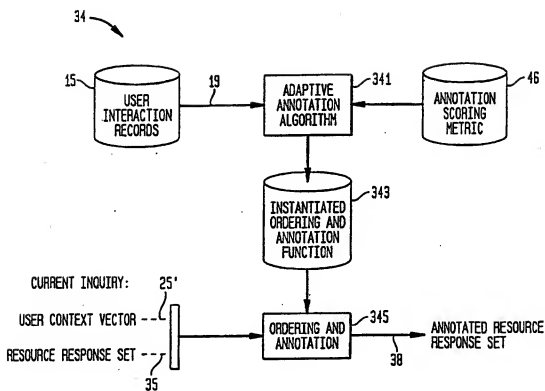 34
15
USER
INTERACTION
RECORDS
19
341
ADAPTIVE
ANNOTATION
ALGORITHM
46
ANNOTATION
SCORING
METRIC
343
INSTANTIATED
ORDERING AND
ANNOTATION
FUNCTION
CURRENT INQUIRY:
25'
USER CONTEXT VECTOR
RESOURCE RESPONSE SET
35
345
ORDERING AND
ANNOTATION
38
ANNOTATED RESOURCE
RESPONSE SET